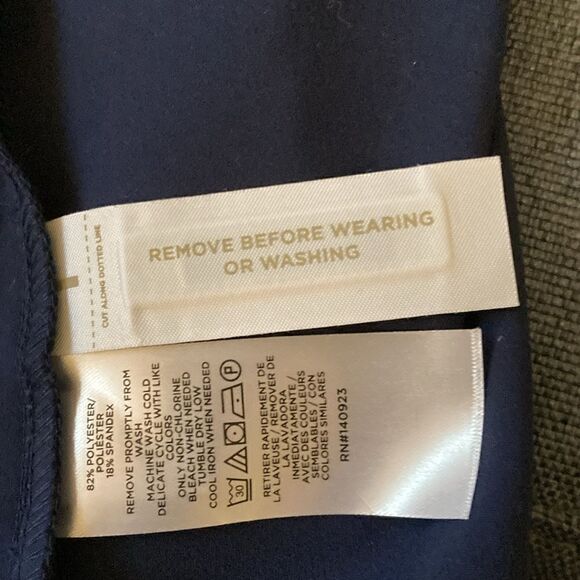 REMOVE BEFORE WEARING
OR WASHING
CUT ALONG DOTTED LINE
82% POLYESTER/
POLIÉSTER
18% SPANDEX
REMOVE PROMPTLY FROM
WASH
MACHINE WASH COLD
DELICATE CYCLE WITH LIKE
COLORS
ONLY NON-CHLORINE
BLEACH WHEN NEEDED
TUMBLE DRY LOW
COOL IRON WHEN NEEDED
30
P
RETIRER RAPIDEMENT DE
LA LAVEUSE / REMOVER DE
LA LAVADORA
INMEDIATAMENTE /
AVEC DES COULEURS
SEMBLABLES / CON
COLORES SIMILARES
RN#140923